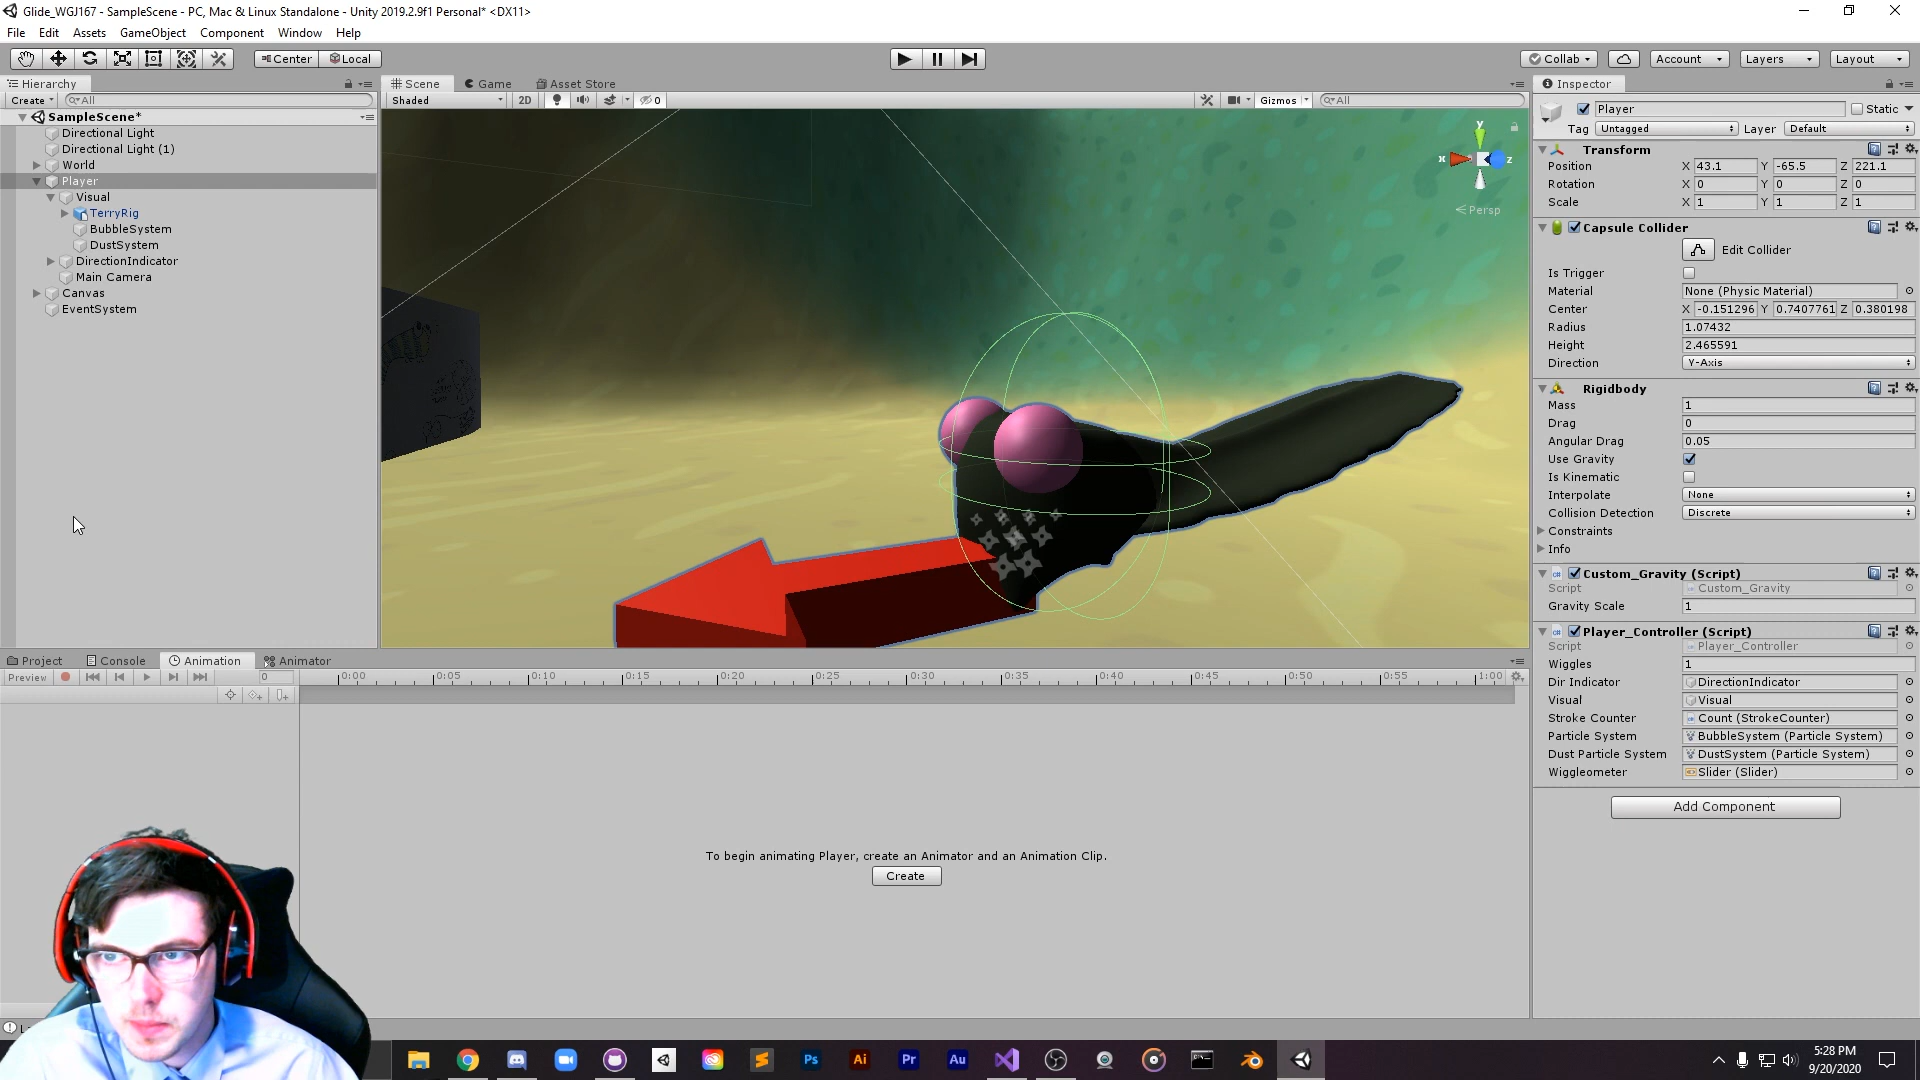 Glide_WGJ167 - SampleScene - PC, Mac & Linux Standalone - Unity 2019.2.9f1 Personal* <DX11>
File Edit Assets GameObject Component Window Help
Center Local
Collab Account Layers Layout
Hierarchy
Create All
SampleScene*
Directional Light
Directional Light (1)
World
Player
Visual
TerryRig
BubbleSystem
DustSystem
DirectionIndicator
Main Camera
Canvas
EventSystem
Scene Game Asset Store
Shaded 2D 0 Gizmos All
y
x z
Persp
Inspector
Player Static
Tag Untagged Layer Default
Transform
Position X 43.1 Y -65.5 Z 221.1
Rotation X 0 Y 0 Z 0
Scale X 1 Y 1 Z 1
Capsule Collider
Edit Collider
Is Trigger
Material None (Physic Material)
Center X -0.151296 Y 0.7407761 Z 0.380198
Radius 1.07432
Height 2.465591
Direction Y-Axis
Rigidbody
Mass 1
Drag 0
Angular Drag 0.05
Use Gravity
Is Kinematic
Interpolate None
Collision Detection Discrete
Constraints
Info
Custom_Gravity (Script)
Script Custom_Gravity
Gravity Scale 1
Player_Controller (Script)
Script Player_Controller
Wiggles 1
Dir Indicator DirectionIndicator
Visual Visual
Stroke Counter Count (StrokeCounter)
Particle System BubbleSystem (Particle System)
Dust Particle System DustSystem (Particle System)
Wiggleometer Slider (Slider)
Add Component
Project Console Animation Animator
Preview 0 0:00 0:05 0:10 0:15 0:20 0:25 0:30 0:35 0:40 0:45 0:50 0:55 1:00
To begin animating Player, create an Animator and an Animation Clip.
Create
Ps Ai Pr Au
5:28 PM
9/20/2020